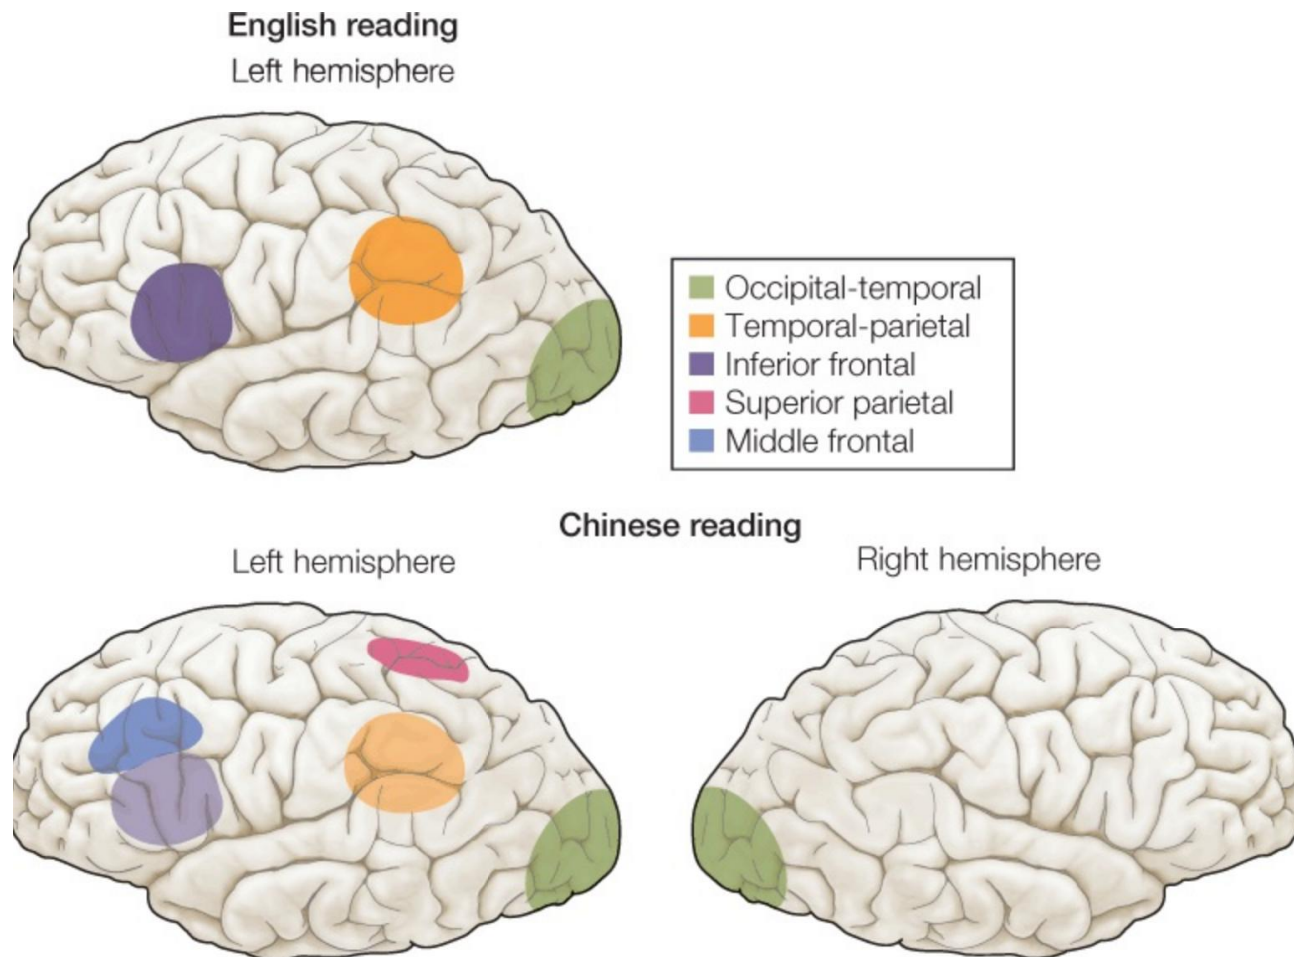 English reading
Left hemisphere
Occipital-temporal
Temporal-parietal
Inferior frontal
Superior parietal
Middle frontal
Chinese reading
Left hemisphere
Right hemisphere